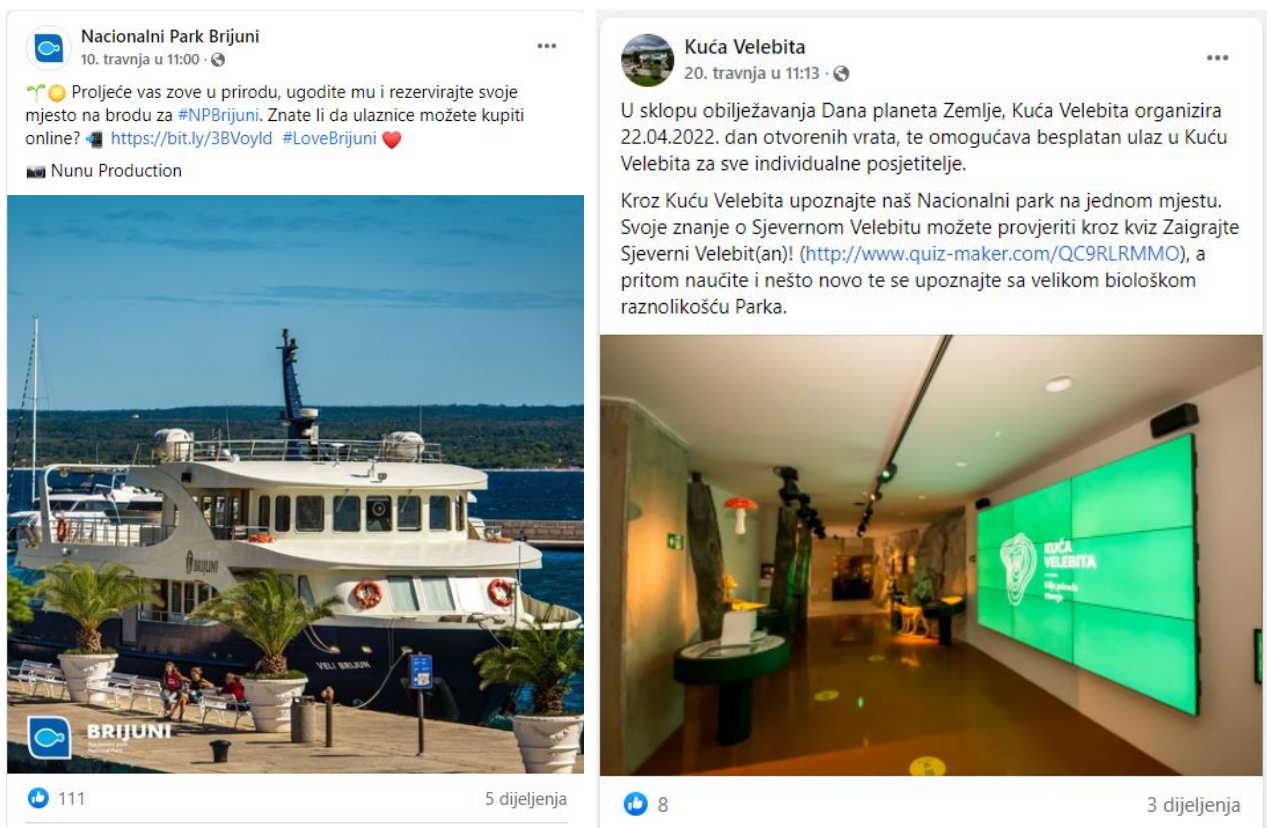 Nacionalni Park Brijuni
10. travnja u 11:00 ·
Proljeće vas zove u prirodu, ugodite mu i rezervirajte svoje
mjesto na brodu za #NPBrijuni. Znate li da ulaznice možete kupiti
online? https://bit.ly/3BVoyld #LoveBrijuni
Nunu Production
BRIJUNI
VELI BRIJUN
BRIJUNI
Nacionalni park
National Park
111
5 dijeljenja
Kuća Velebita
20. travnja u 11:13 ·
U sklopu obilježavanja Dana planeta Zemlje, Kuća Velebita organizira
22.04.2022. dan otvorenih vrata, te omogućava besplatan ulaz u Kuću
Velebita za sve individualne posjetitelje.
Kroz Kuću Velebita upoznajte naš Nacionalni park na jednom mjestu.
Svoje znanje o Sjevernom Velebitu možete provjeriti kroz kviz Zaigrajte
Sjeverni Velebit(an)! (http://www.quiz-maker.com/QC9RLRMMO), a
pritom naučite i nešto novo te se upoznajte sa velikom biološkom
raznolikošću Parka.
KUĆA
VELEBITA
8
3 dijeljenja